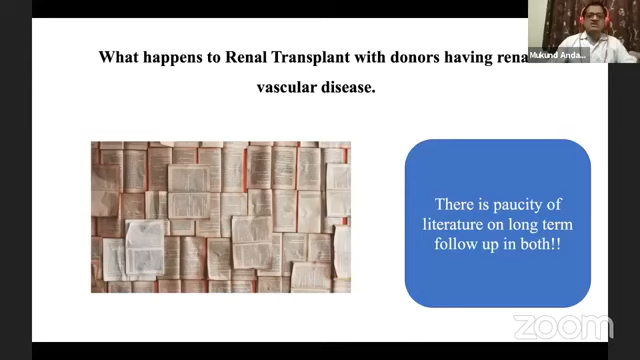 What happens to Renal Transplant with donors having
vascular disease.
Mukund Anda...
There is paucity of
literature on long term
follow up in both!!
zoom